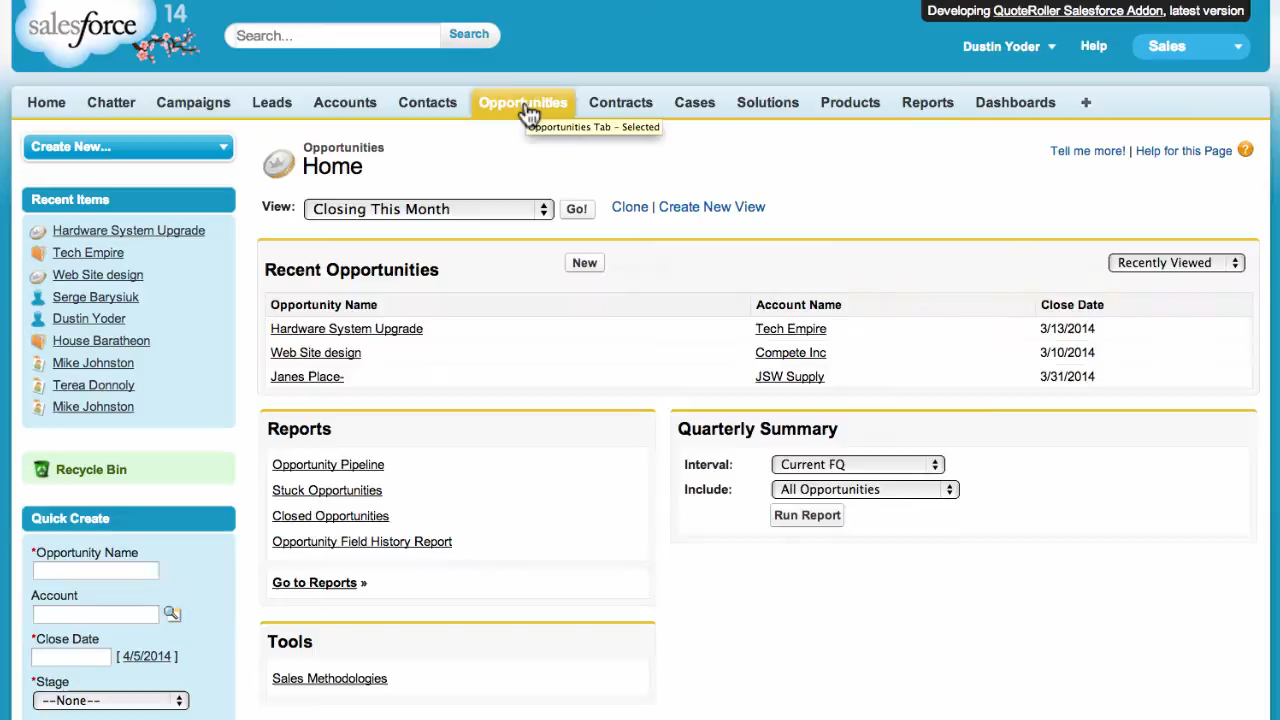 salesforce
14
Search...
Search
Developing QuoteRoller Salesforce Addon, latest version
Dustin Yoder
Help
Sales
Home
Chatter
Campaigns
Leads
Accounts
Contacts
Opportunities
Contracts
Cases
Solutions
Products
Reports
Dashboards
+
Opportunities Tab - Selected
Create New...
Recent Items
Hardware System Upgrade
Tech Empire
Web Site design
Serge Barysiuk
Dustin Yoder
House Baratheon
Mike Johnston
Terea Donnoly
Mike Johnston
Recycle Bin
Quick Create
*Opportunity Name
Account
*Close Date
[ 4/5/2014 ]
*Stage
--None--
Opportunities
Home
Tell me more! | Help for this Page ?
View: Closing This Month Go! Clone | Create New View
Recent Opportunities
New
Recently Viewed
Opportunity Name Account Name Close Date
Hardware System Upgrade Tech Empire 3/13/2014
Web Site design Compete Inc 3/10/2014
Janes Place- JSW Supply 3/31/2014
Reports
Opportunity Pipeline
Stuck Opportunities
Closed Opportunities
Opportunity Field History Report
Go to Reports »
Quarterly Summary
Interval: Current FQ
Include: All Opportunities
Run Report
Tools
Sales Methodologies